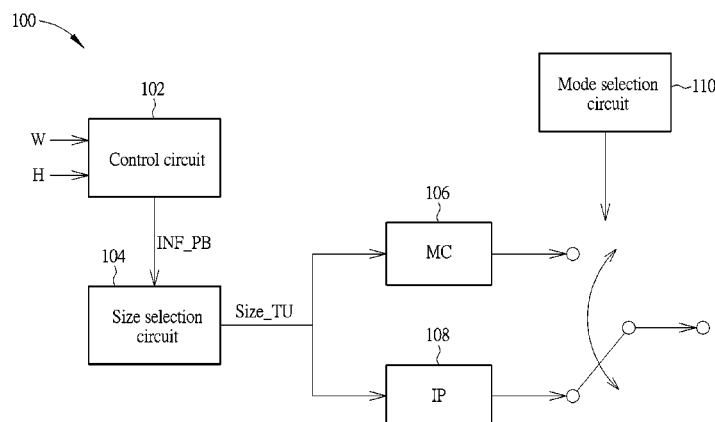 100
102
W
H
Control circuit
INF_PB
104
Size selection
circuit
Size_TU
106
MC
108
IP
Mode selection
circuit
110